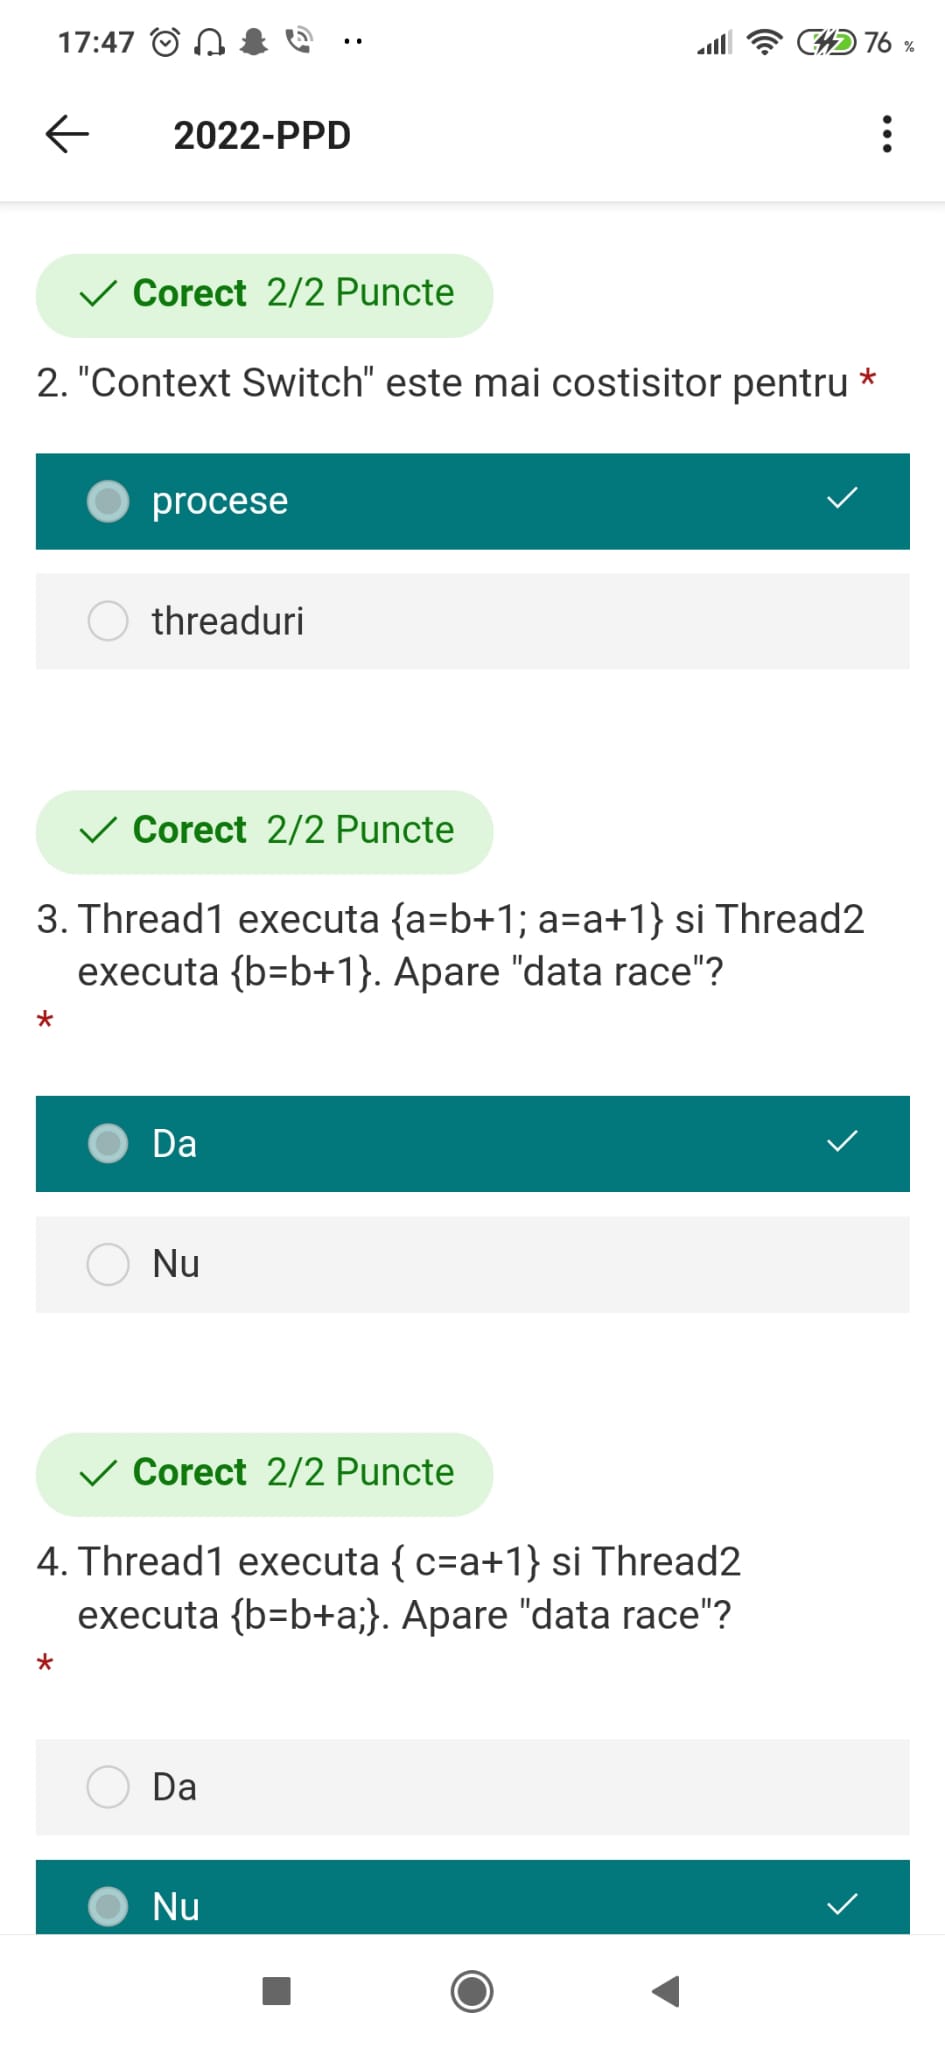 17:47
76 %
2022-PPD
Corect 2/2 Puncte
2. "Context Switch" este mai costisitor pentru *
procese
threaduri
Corect 2/2 Puncte
3. Thread1 executa {a=b+1; a=a+1} si Thread2
executa {b=b+1}. Apare "data race"?
*
Da
Nu
Corect 2/2 Puncte
4. Thread1 executa { c=a+1} si Thread2
executa {b=b+a;}. Apare "data race"?
*
Da
Nu